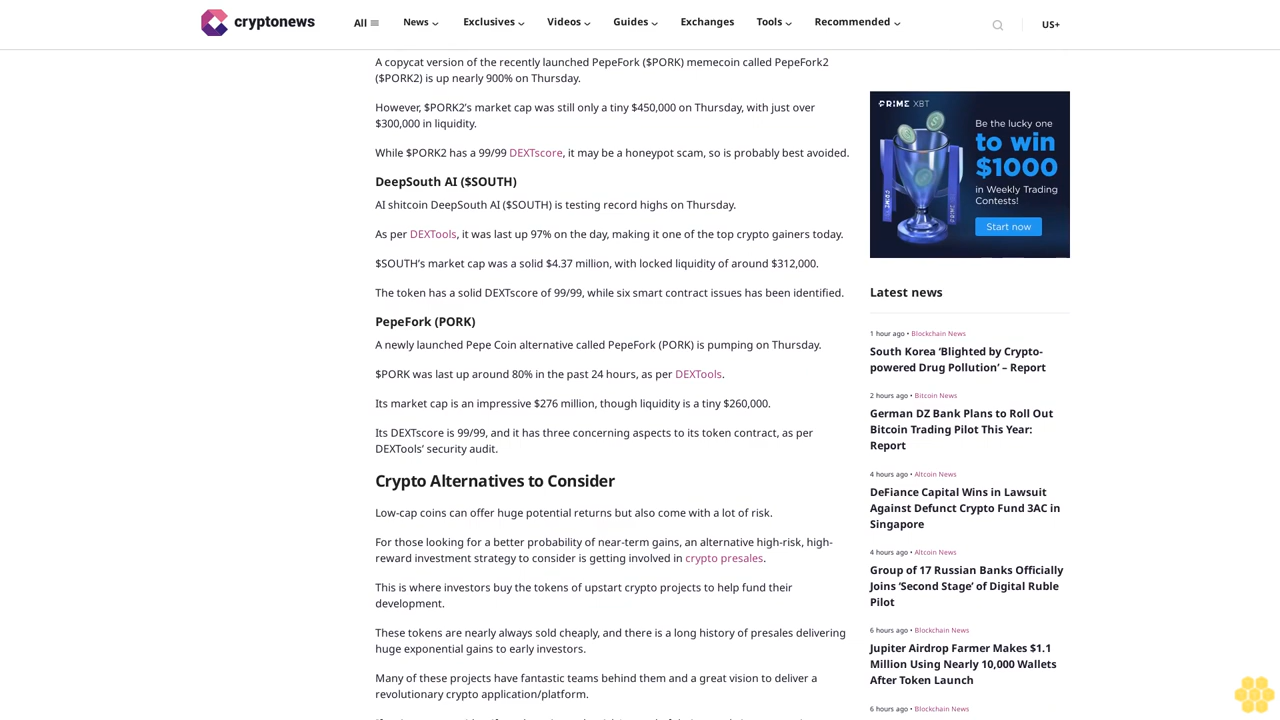 cryptonews
All
News
Exclusives
Videos
Guides
Exchanges
Tools
Recommended
US+
A copycat version of the recently launched PepeFork ($PORK) memecoin called PepeFork2
($PORK2) is up nearly 900% on Thursday.
However, $PORK2’s market cap was still only a tiny $450,000 on Thursday, with just over
$300,000 in liquidity.
While $PORK2 has a 99/99 DEXTscore, it may be a honeypot scam, so is probably best avoided.
DeepSouth AI ($SOUTH)
AI shitcoin DeepSouth AI ($SOUTH) is testing record highs on Thursday.
As per DEXTools, it was last up 97% on the day, making it one of the top crypto gainers today.
$SOUTH’s market cap was a solid $4.37 million, with locked liquidity of around $312,000.
The token has a solid DEXTscore of 99/99, while six smart contract issues has been identified.
PepeFork (PORK)
A newly launched Pepe Coin alternative called PepeFork (PORK) is pumping on Thursday.
$PORK was last up around 80% in the past 24 hours, as per DEXTools.
Its market cap is an impressive $276 million, though liquidity is a tiny $260,000.
Its DEXTscore is 99/99, and it has three concerning aspects to its token contract, as per
DEXTools’ security audit.
Crypto Alternatives to Consider
Low-cap coins can offer huge potential returns but also come with a lot of risk.
For those looking for a better probability of near-term gains, an alternative high-risk, high-
reward investment strategy to consider is getting involved in crypto presales.
This is where investors buy the tokens of upstart crypto projects to help fund their
development.
These tokens are nearly always sold cheaply, and there is a long history of presales delivering
huge exponential gains to early investors.
Many of these projects have fantastic teams behind them and a great vision to deliver a
revolutionary crypto application/platform.
PRIME XBT
Be the lucky one
to win
$1000
in Weekly Trading
Contests!
Start now
Latest news
1 hour ago • Blockchain News
South Korea ‘Blighted by Crypto-
powered Drug Pollution’ – Report
2 hours ago • Bitcoin News
German DZ Bank Plans to Roll Out
Bitcoin Trading Pilot This Year:
Report
4 hours ago • Altcoin News
DeFiance Capital Wins in Lawsuit
Against Defunct Crypto Fund 3AC in
Singapore
4 hours ago • Altcoin News
Group of 17 Russian Banks Officially
Joins ‘Second Stage’ of Digital Ruble
Pilot
6 hours ago • Blockchain News
Jupiter Airdrop Farmer Makes $1.1
Million Using Nearly 10,000 Wallets
After Token Launch
6 hours ago • Blockchain News